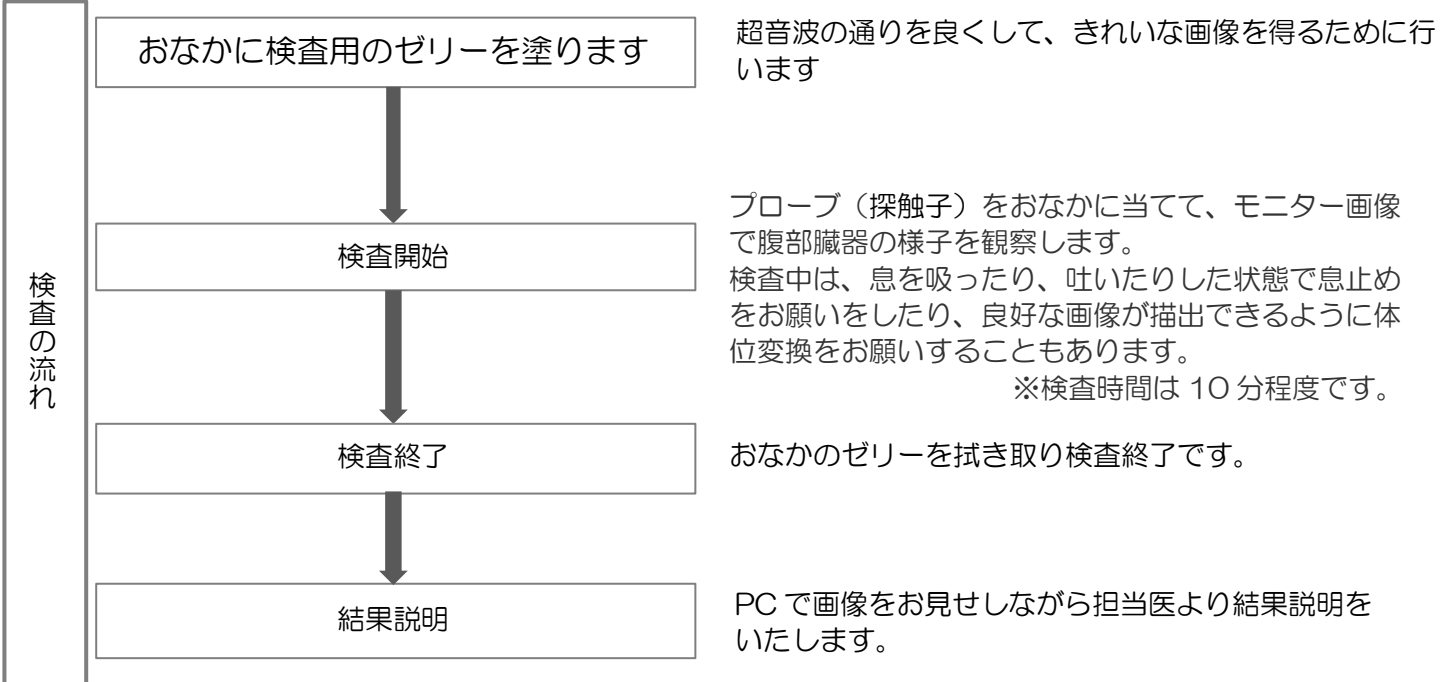 検査の流れ
おなかに検査用のゼリーを塗ります
超音波の通りを良くして、きれいな画像を得るために行
います
検査開始
プローブ（探触子）をおなかに当てて、モニター画像
で腹部臓器の様子を観察します。
検査中は、息を吸ったり、吐いたりした状態で息止め
をお願いをしたり、良好な画像が描出できるように体
位変換をお願いすることもあります。
※検査時間は 10 分程度です。
検査終了
おなかのゼリーを拭き取り検査終了です。
結果説明
PC で画像をお見せしながら担当医より結果説明を
いたします。